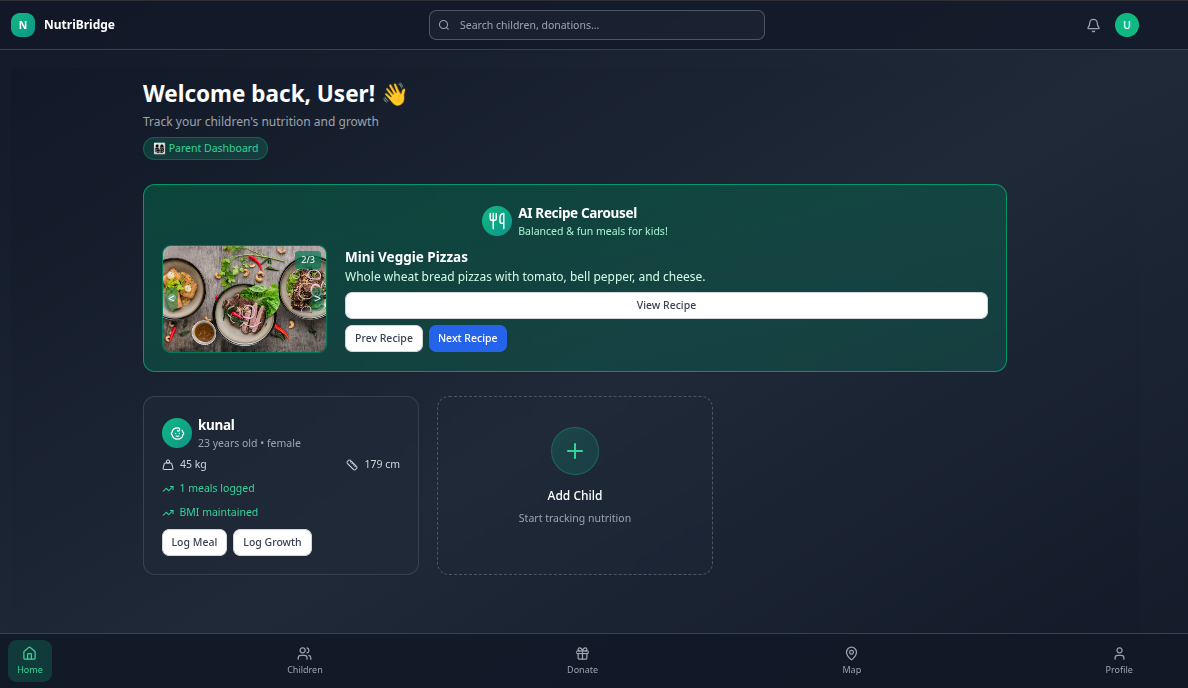 N NutriBridge
Search children, donations...
U
Welcome back, User! 👋
Track your children's nutrition and growth
Parent Dashboard
AI Recipe Carousel
Balanced & fun meals for kids!
2/3
<
>
Mini Veggie Pizzas
Whole wheat bread pizzas with tomato, bell pepper, and cheese.
View Recipe
Prev Recipe Next Recipe
kunal
23 years old • female
45 kg 179 cm
1 meals logged
BMI maintained
Log Meal Log Growth
Add Child
Start tracking nutrition
Home Children Donate Map Profile